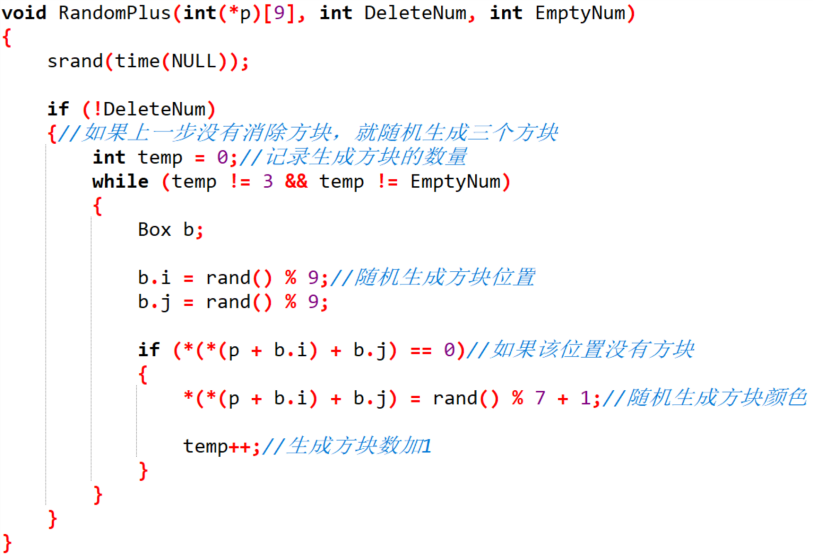 void RandomPlus(int(*p)[9], int DeleteNum, int EmptyNum)
{
    srand(time(NULL));

    if (!DeleteNum)
    {//如果上一步没有消除方块，就随机生成三个方块
        int temp = 0;//记录生成方块的数量
        while (temp != 3 && temp != EmptyNum)
        {
            Box b;

            b.i = rand() % 9;//随机生成方块位置
            b.j = rand() % 9;

            if (*(*(p + b.i) + b.j) == 0)//如果该位置没有方块
            {
                *(*(p + b.i) + b.j) = rand() % 7 + 1;//随机生成方块颜色

                temp++;//生成方块数加1
            }
        }
    }
}